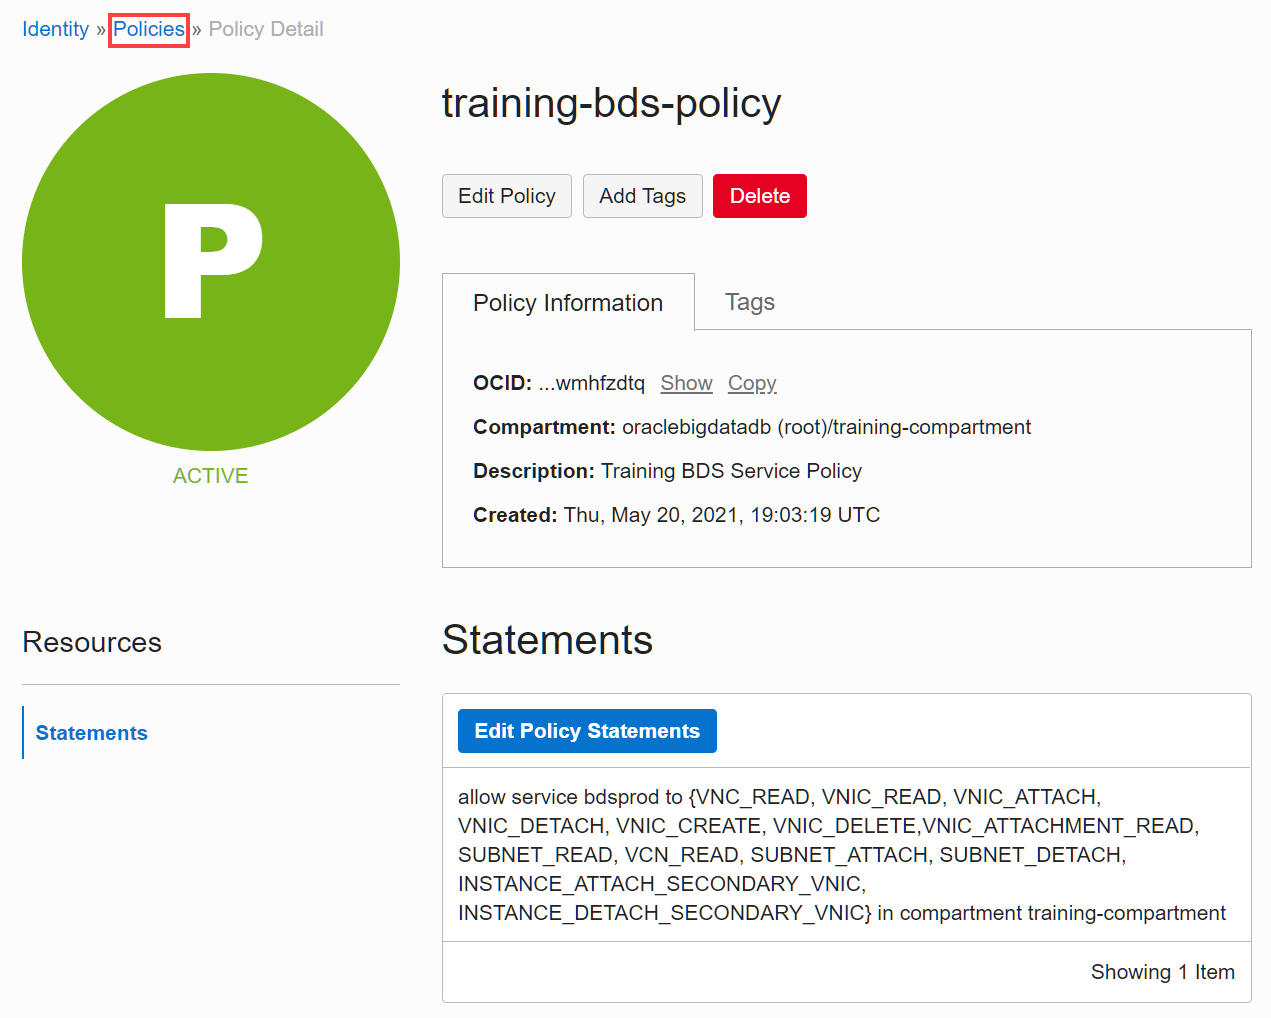 Identity » Policies » Policy Detail
P
ACTIVE
training-bds-policy
Edit Policy Add Tags Delete
Policy Information Tags
OCID: ...wmhfzdtq Show Copy
Compartment: oraclebigdatadb (root)/training-compartment
Description: Training BDS Service Policy
Created: Thu, May 20, 2021, 19:03:19 UTC
Resources
Statements
Statements
Edit Policy Statements
allow service bdsprod to {VNC_READ, VNIC_READ, VNIC_ATTACH,
VNIC_DETACH, VNIC_CREATE, VNIC_DELETE,VNIC_ATTACHMENT_READ,
SUBNET_READ, VCN_READ, SUBNET_ATTACH, SUBNET_DETACH,
INSTANCE_ATTACH_SECONDARY_VNIC,
INSTANCE_DETACH_SECONDARY_VNIC} in compartment training-compartment
Showing 1 Item